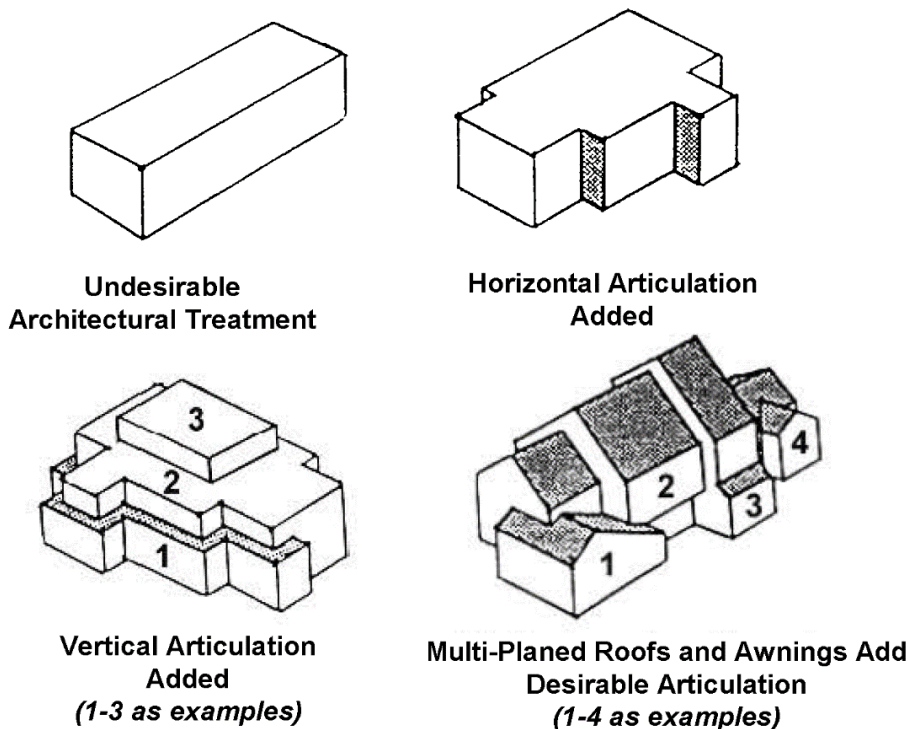 Undesirable
Architectural Treatment
Horizontal Articulation
Added
3
2
1
Vertical Articulation
Added
(1-3 as examples)
4
2
3
1
Multi-Planed Roofs and Awnings Add
Desirable Articulation
(1-4 as examples)